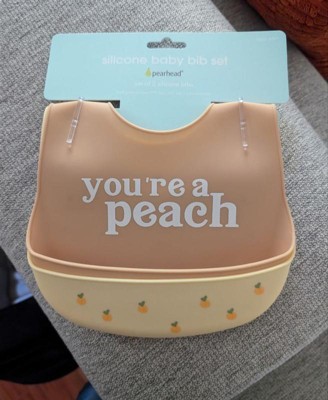 silicone baby bib set
pearhead
you're a
peach